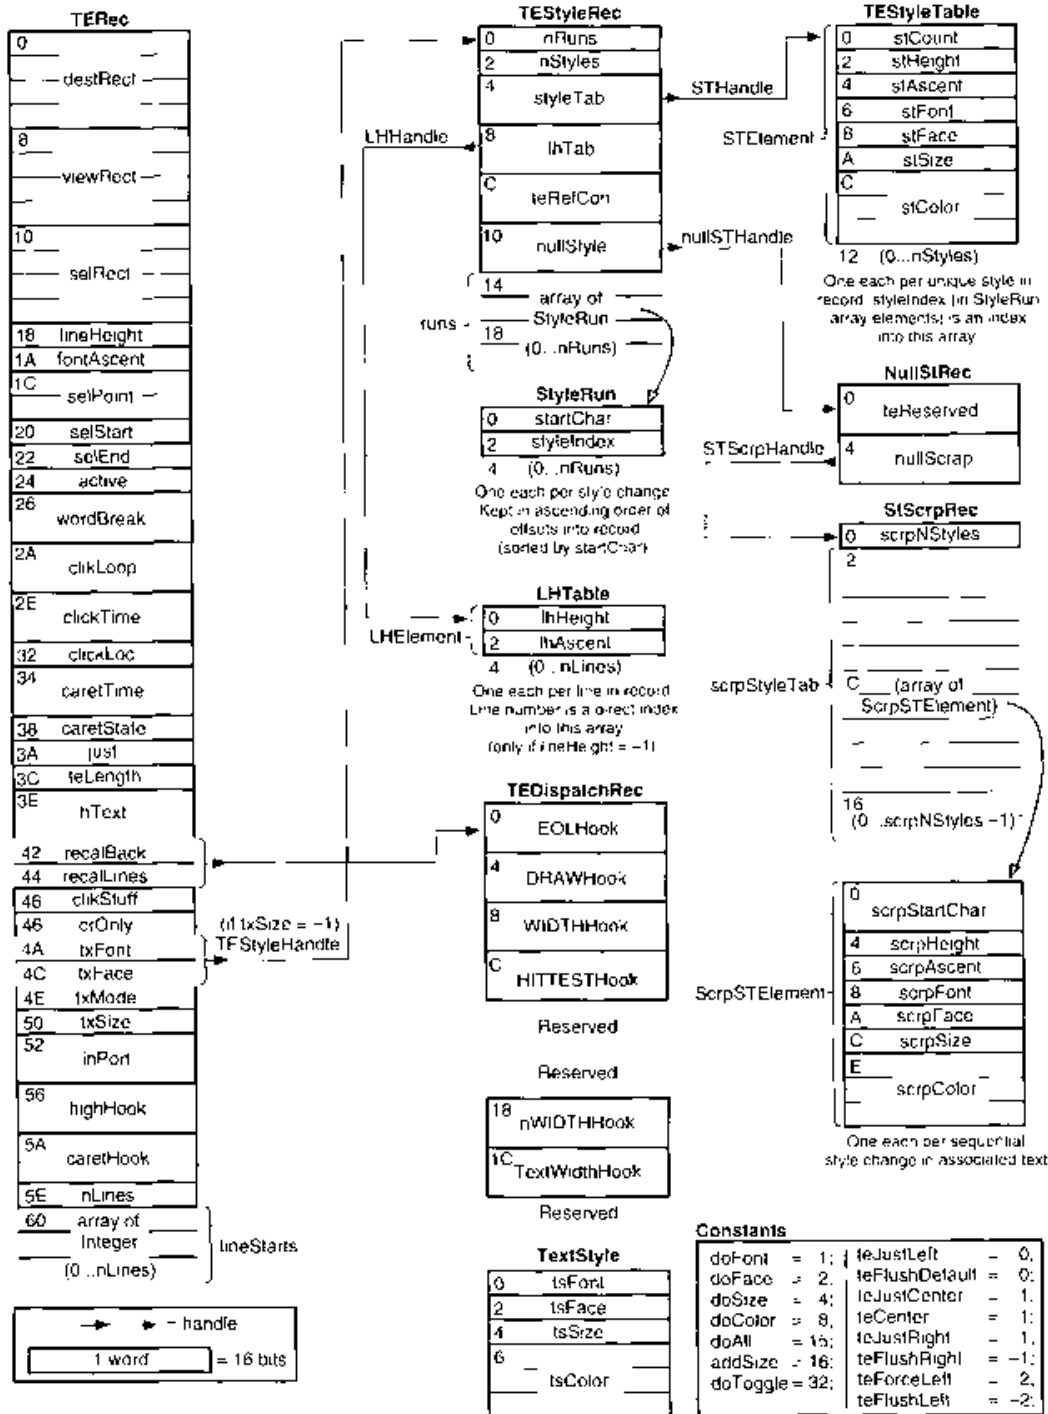 TERec
0
destRect
8
viewRect
10
selRect
18 lineHeight
1A fontAscent
1C
selPoint
20 selStart
22 selEnd
24 active
26
wordBreak
2A
clikLoop
2E
clickTime
32 clickLoc
34
caretTime
38 caretState
3A just
3C teLength
3E
hText
42 recalBack
44 recalLines
46 clikStuff
46 crOnly
4A txFont
4C txFace
4E txMode
50 txSize
52
inPort
56
highHook
5A
caretHook
5E nLines
60 array of
Integer
(0...nLines)
lineStarts
(if txSize = -1)
TEStyleHandle
= handle
1 word = 16 bits
LHHandle
TEStyleRec
0 nRuns
2 nStyles
4
styleTab
8
lhTab
C
teRefCon
10
nullStyle
14
array of
StyleRun
18
(0...nRuns)
runs
StyleRun
0 startChar
2 styleIndex
4 (0...nRuns)
One each per style change
Kept in ascending order of
offsets into record
(sorted by startChar)
LHTable
0 lhHeight
2 lhAscent
LHElement
4 (0...nLines)
One each per line in record
Line number is a direct index
into this array
(only if lineHeight = -1)
TEDispatchRec
0
EOLHook
4
DRAWHook
8
WIDTHHook
C
HITTESTHook
Reserved
Reserved
18
nWIDTHHook
1C
TextWidthHook
Reserved
TextStyle
0 tsFont
2 tsFace
4 tsSize
6
tsColor
STHandle
nullSTHandle
TEStyleTable
0 stCount
2 stHeight
4 stAscent
6 stFont
8 stFace
A stSize
C
stColor
STElement
12 (0...nStyles)
One each per unique style in
record styleIndex (in StyleRun
array elements) is an index
into this array
NullStRec
0
teReserved
4
nullScrap
STScrpHandle
StScrpRec
0 scrpNStyles
2
C (array of
ScrpSTElement)
scrpStyleTab
16
(0...scrpNStyles -1)
0
scrpStartChar
4 scrpHeight
6 scrpAscent
8 scrpFont
A scrpFace
C scrpSize
E
scrpColor
ScrpSTElement
One each per sequential
style change in associated text
Constants
doFont = 1;
doFace = 2;
doSize = 4;
doColor = 8;
doAll = 15;
addSize = 16;
doToggle = 32;
teJustLeft = 0;
teFlushDefault = 0;
teJustCenter = 1;
teCenter = 1;
teJustRight = 1,
teFlushRight = -1;
teForceLeft = 2,
teFlushLeft = -2;